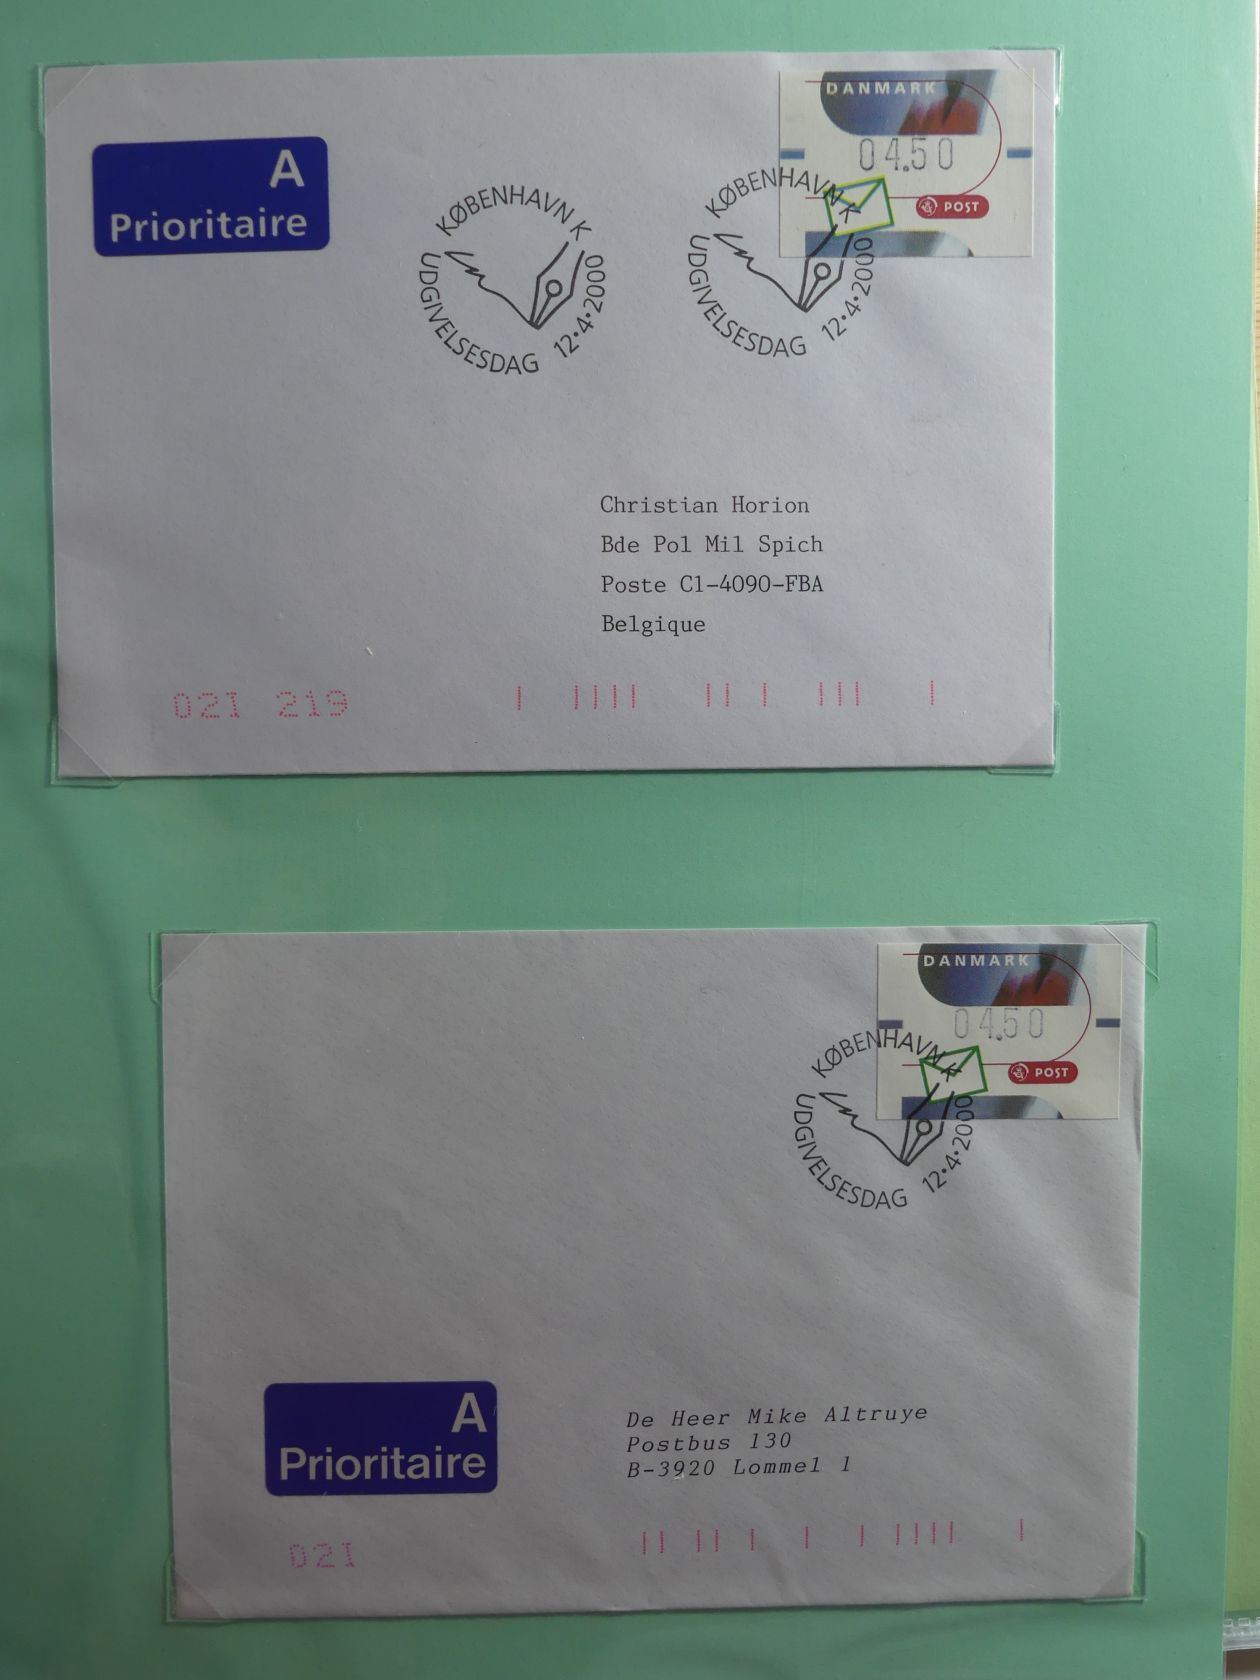 DANMARK
04.50
POST
A
Prioritaire
KØBENHAVN K
UDGIVELSESDAG 12•4•2000
KØBENHAVN K
UDGIVELSESDAG 12•4•2000
Christian Horion
Bde Pol Mil Spich
Poste C1-4090-FBA
Belgique
021 219
DANMARK
04.50
POST
KØBENHAVN K
UDGIVELSESDAG 12•4•2000
A
Prioritaire
De Heer Mike Altruye
Postbus 130
B-3920 Lommel 1
021